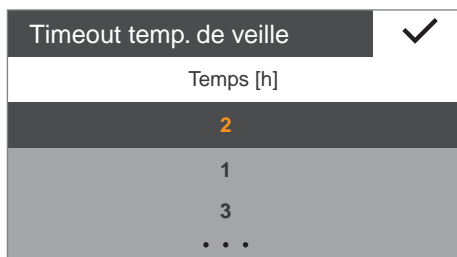 Timeout temp. de veille
Temps [h]
2
1
3
• • •